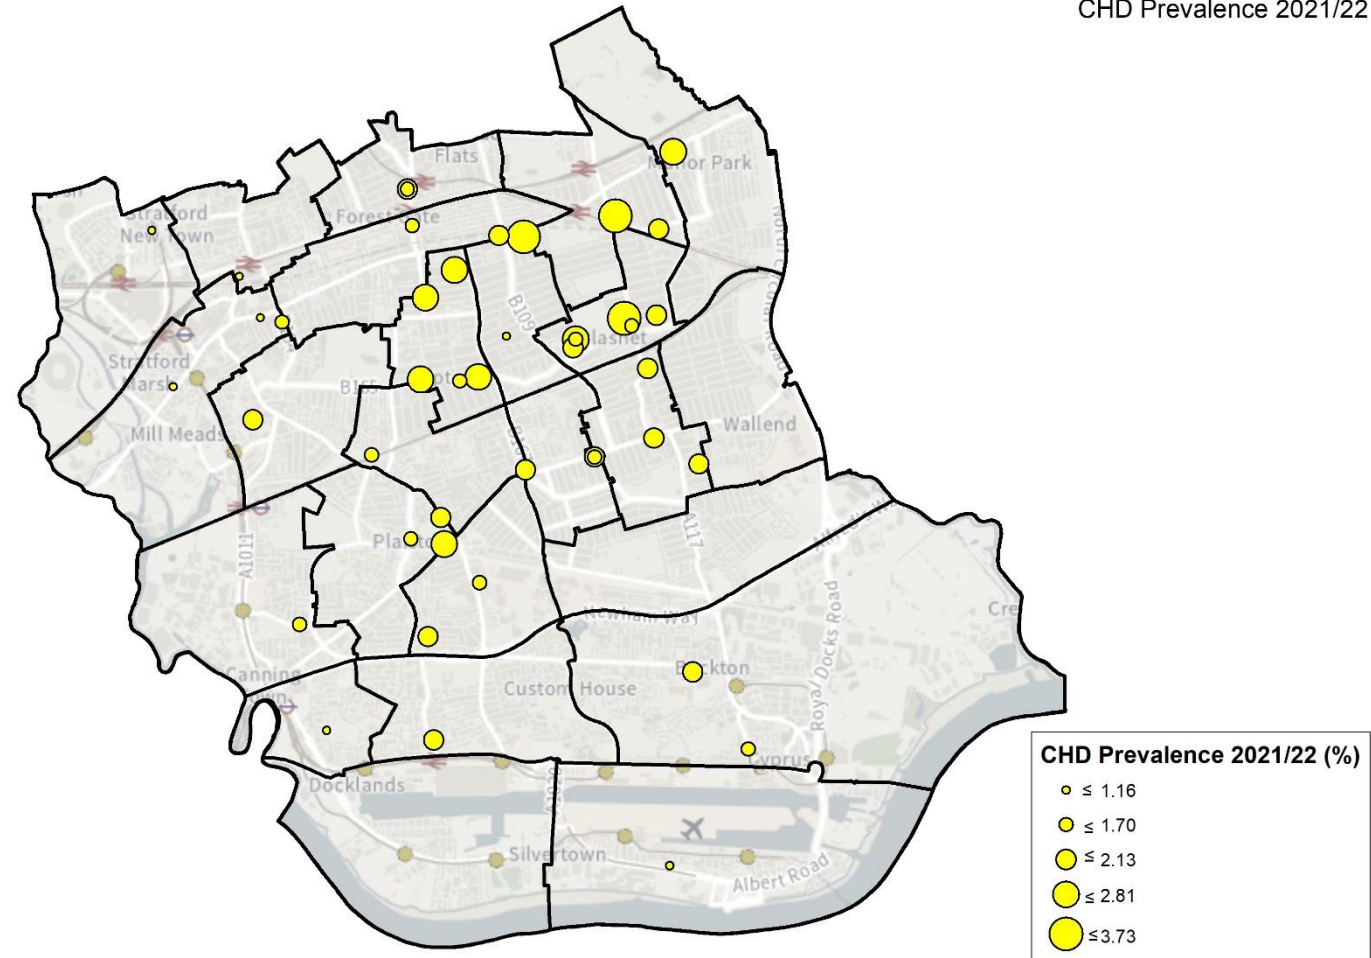 CHD Prevalence 2021/22
Flats
Manor Park
Stratford
New Town
Forest Gate
B109
Plashet
Stratford
Marsh
B165
Mill Meads
Wallend
A117
A1011
Plaistow
Newham Way
Royal Docks Road
Beckton
Canning
Town
Custom House
Cyprus
Docklands
Silvertown
Albert Road
CHD Prevalence 2021/22 (%)
≤ 1.16
≤ 1.70
≤ 2.13
≤ 2.81
≤3.73